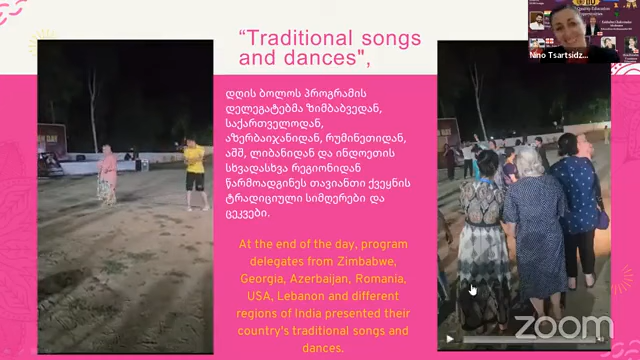 “Traditional songs
and dances",
დღის ბოლოს პროგრამის
დელეგატებმა ზიმბაბვედან,
საქართველოდან,
აზერბაიჯანიდან, რუმინეთიდან,
აშშ, ლიბანიდან და ინდოეთის
სხვადასხვა რეგიონიდან
წარმოადგინეს თავიანთი ქვეყნის
ტრადიციული სიმღერები და
ცეკვები.
At the end of the day, program
delegates from Zimbabwe,
Georgia, Azerbaijan, Romania,
USA, Lebanon and different
regions of India presented their
country's traditional songs and
dances.
Nino Tsartsidz...
zoom